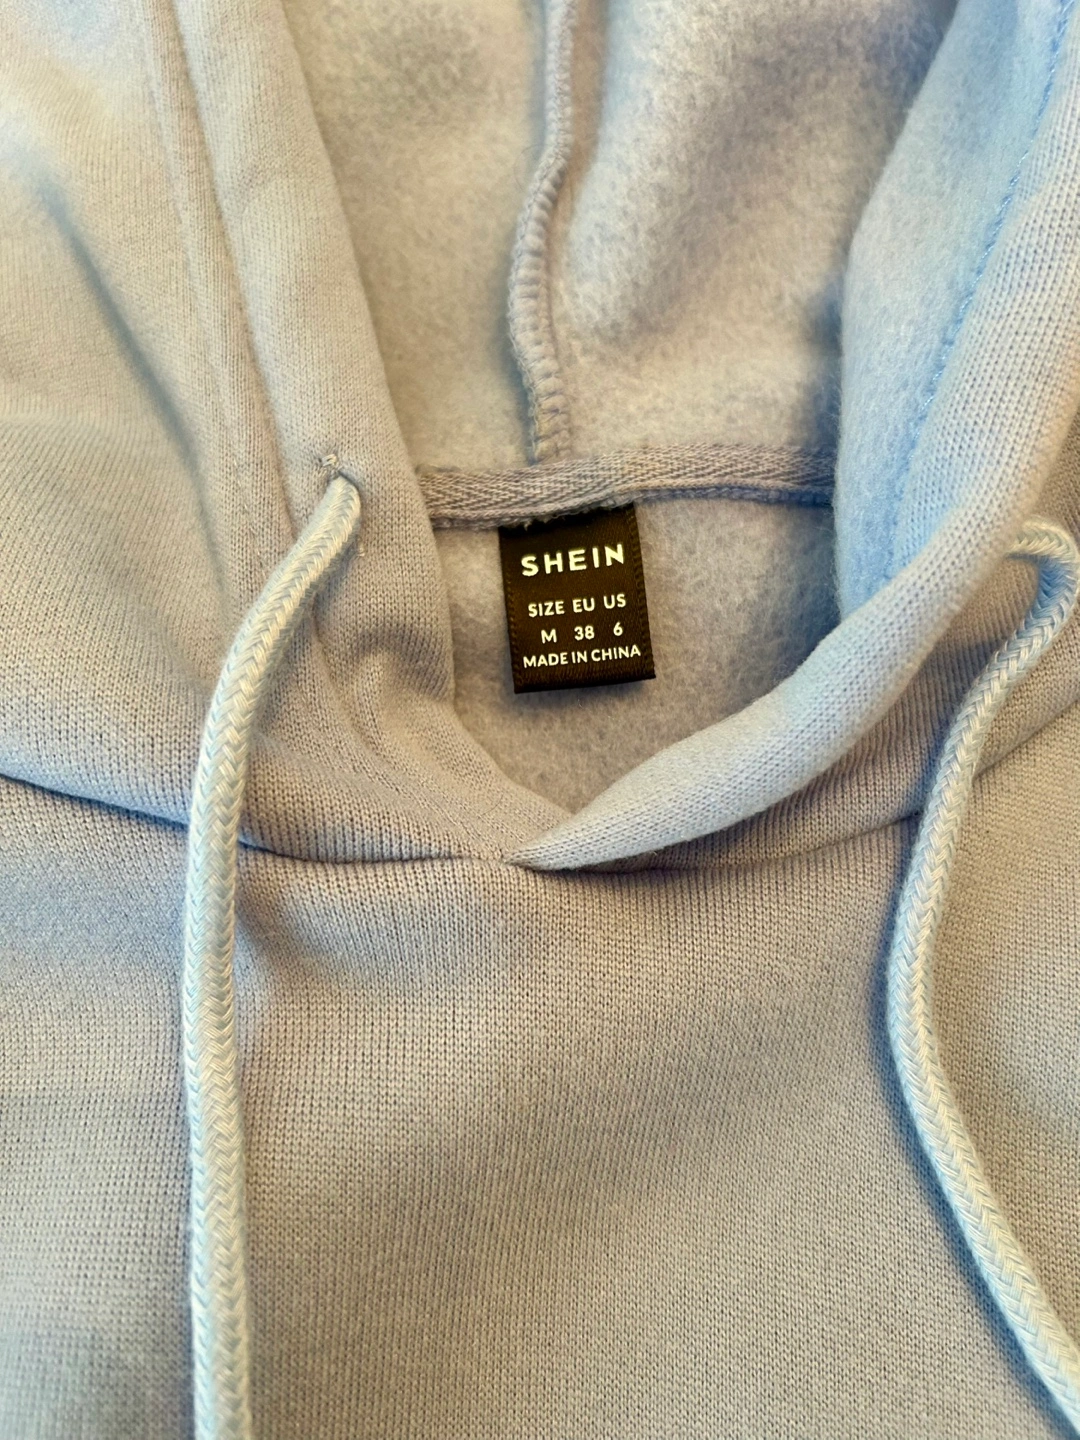 SHEIN
SIZE EU US
M 38 6
MADE IN CHINA